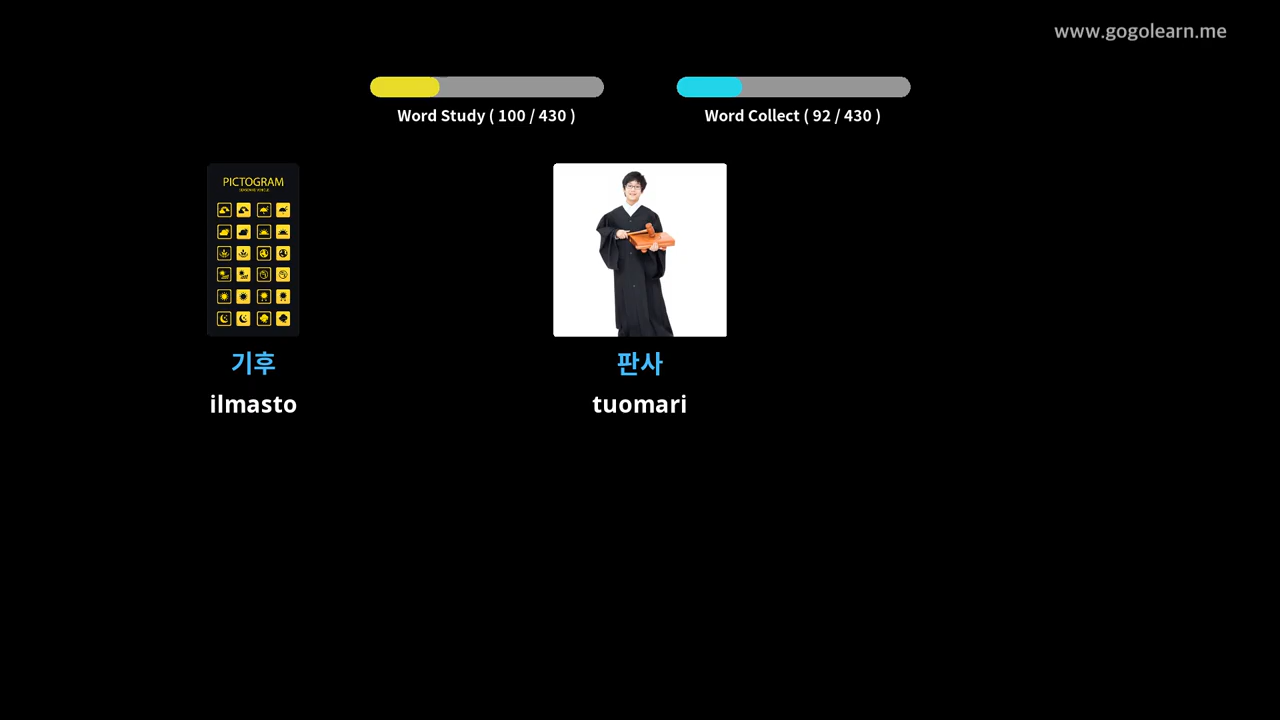 www.gogolearn.me
Word Study ( 100 / 430 )
Word Collect ( 92 / 430 )
PICTOGRAM
기후
판사
ilmasto
tuomari